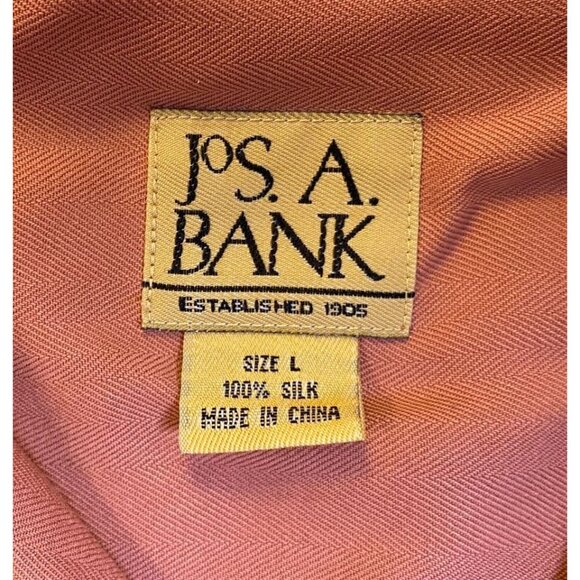 JOS. A.
BANK
ESTABLISHED 1905
SIZE L
100% SILK
MADE IN CHINA